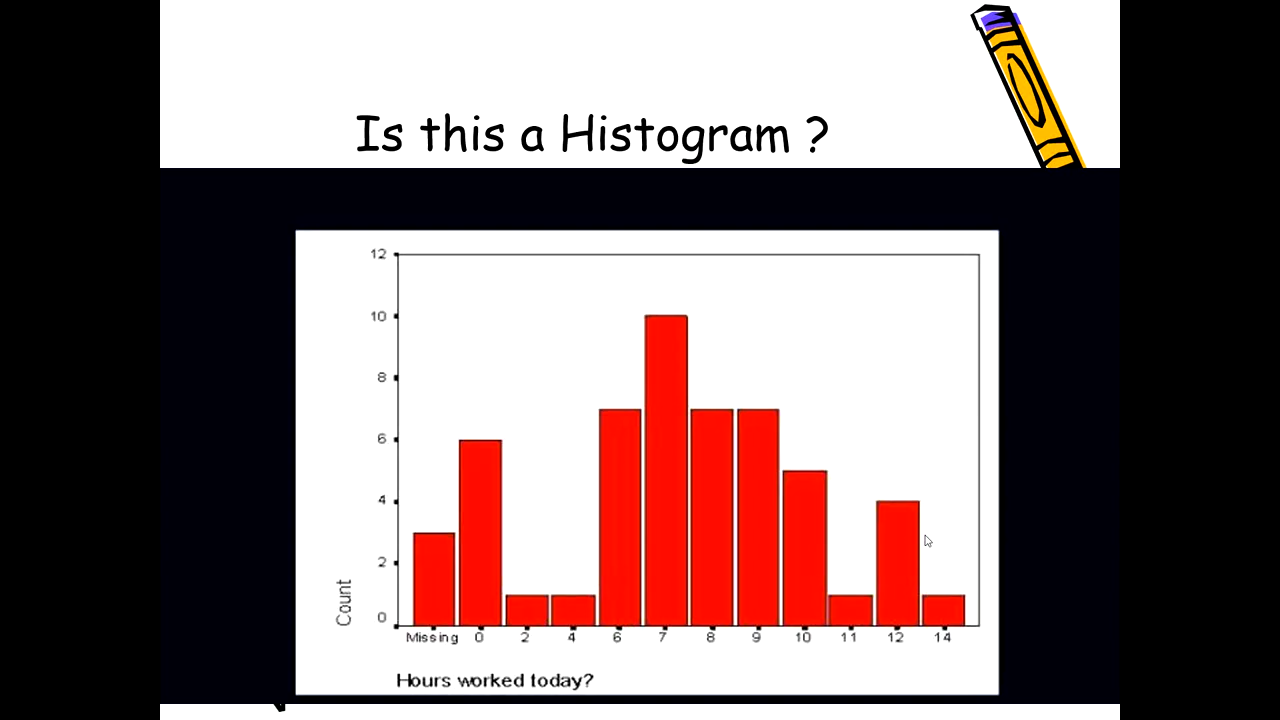 Is this a Histogram ?
12
10
8
6
4
2
0
Count
Missing 0 2 4 6 7 8 9 10 11 12 14
Hours worked today?